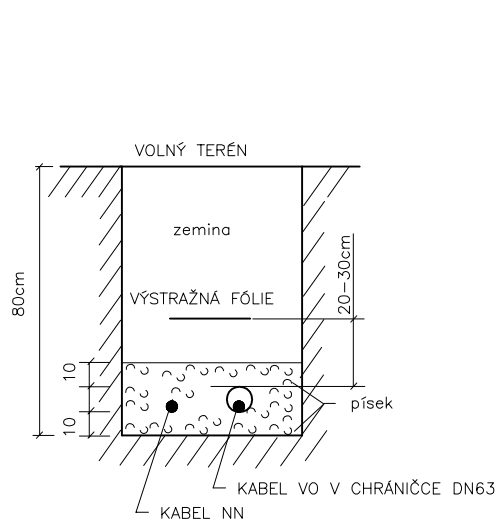 VOLNÝ TERÉN
zemina
80cm
20-30cm
VÝSTRAŽNÁ FÓLIE
10
10
písek
KABEL VO V CHRÁNIČCE DN63
KABEL NN